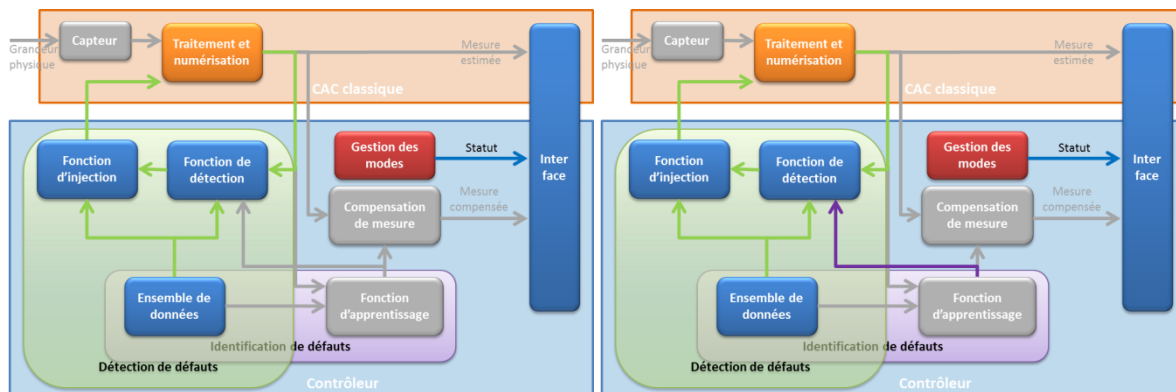 Grandeur
physique
Capteur
Traitement et
numérisation
Mesure
estimée
CAC classique
Fonction
d'injection
Fonction de
détection
Gestion des
modes
Statut
Compensation
de mesure
Mesure
compensée
Inter
face
Ensemble de
données
Fonction
d'apprentissage
Identification de défauts
Détection de défauts
Contrôleur
Grandeur
physique
Capteur
Traitement et
numérisation
Mesure
estimée
CAC classique
Fonction
d'injection
Fonction de
détection
Gestion des
modes
Statut
Compensation
de mesure
Mesure
compensée
Inter
face
Ensemble de
données
Fonction
d'apprentissage
Identification de défauts
Détection de défauts
Contrôleur